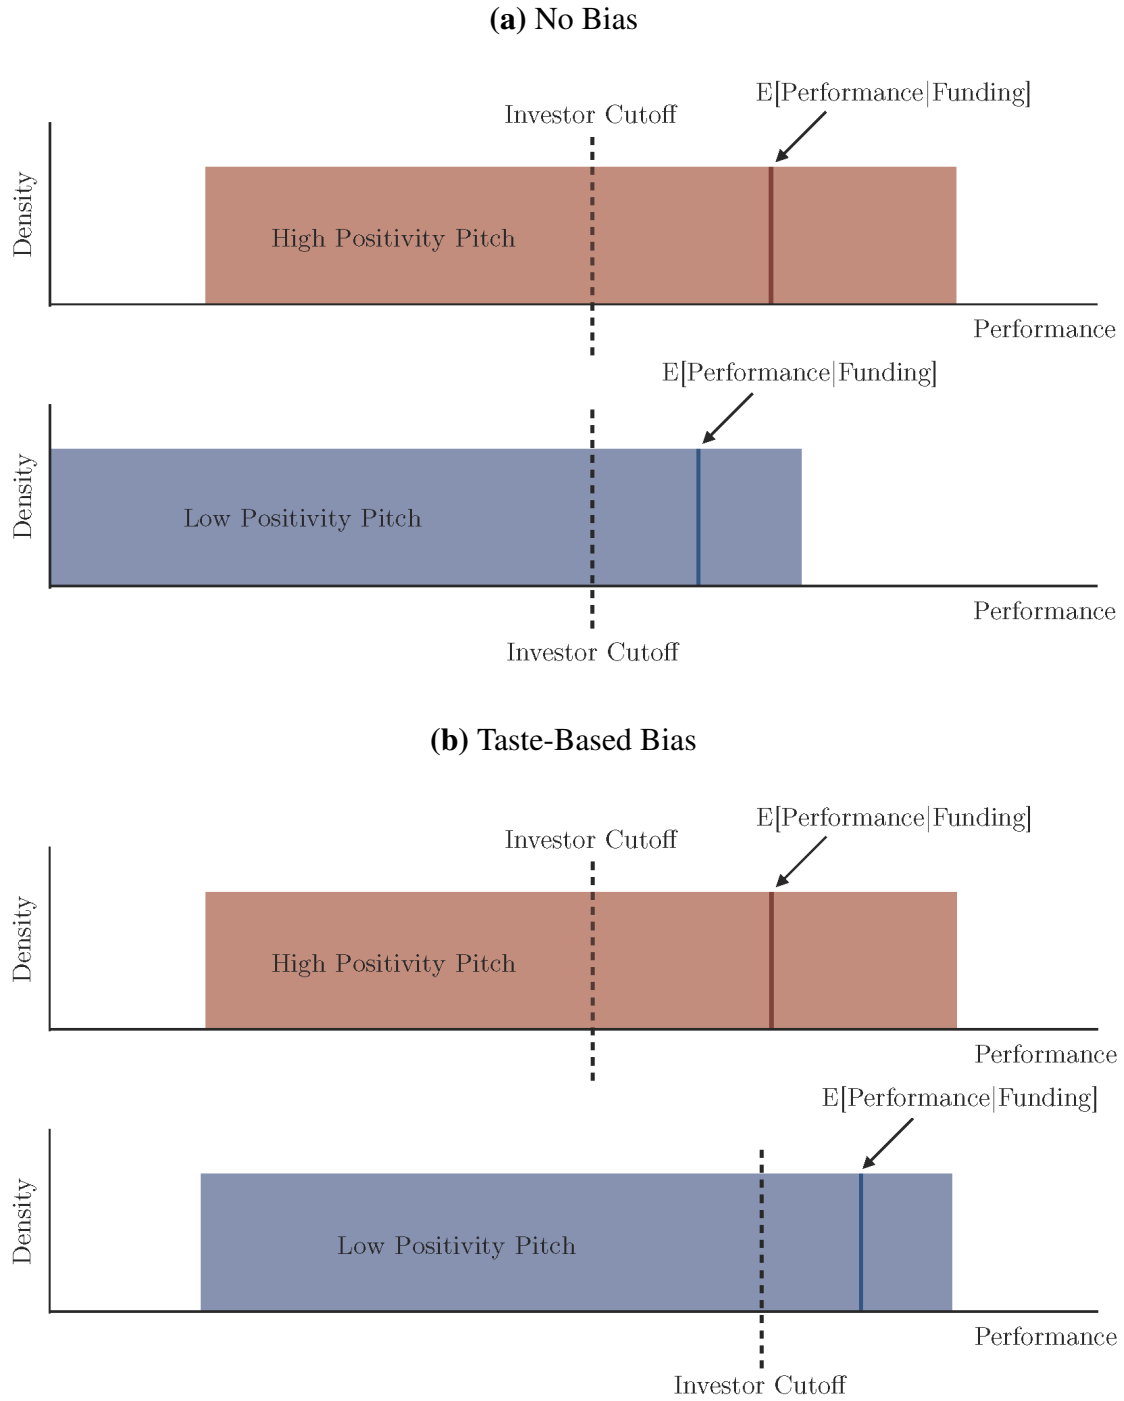 (a) No Bias
E[Performance|Funding]
Investor Cutoff
Density
High Positivity Pitch
Performance
E[Performance|Funding]
Density
Low Positivity Pitch
Performance
Investor Cutoff
(b) Taste-Based Bias
E[Performance|Funding]
Investor Cutoff
Density
High Positivity Pitch
Performance
E[Performance|Funding]
Density
Low Positivity Pitch
Performance
Investor Cutoff